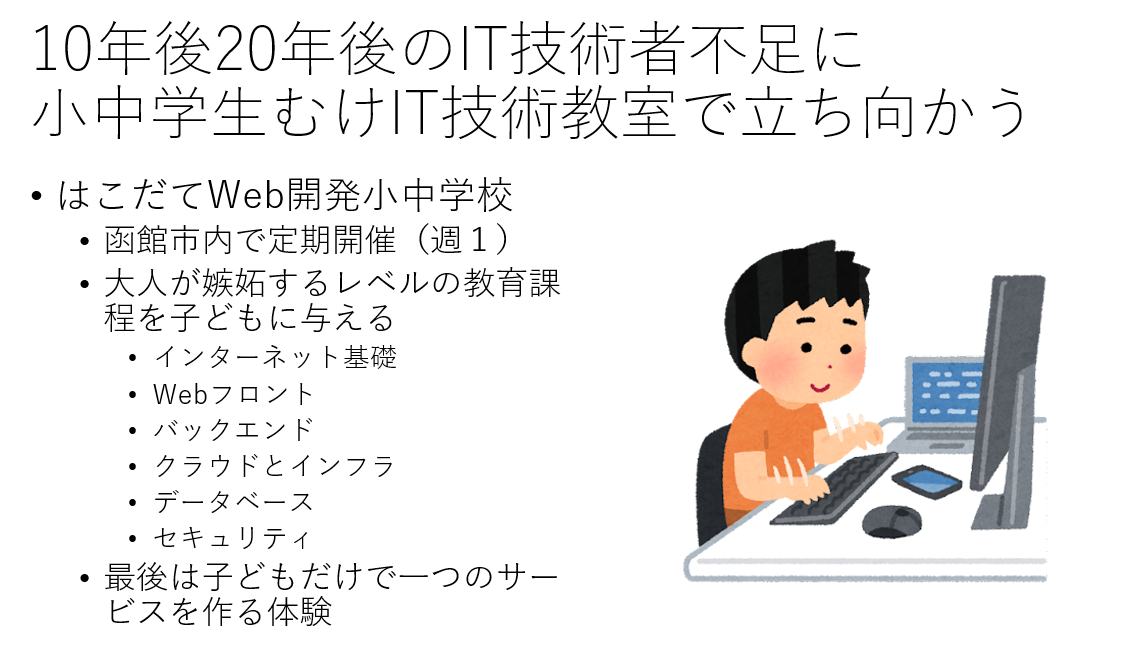 10年後20年後のIT技術者不足に
小中学生むけIT技術教室で立ち向かう
• はこだてWeb開発小中学校
• 函館市内で定期開催（週１）
• 大人が嫉妬するレベルの教育課
程を子どもに与える
• インターネット基礎
• Webフロント
• バックエンド
• クラウドとインフラ
• データベース
• セキュリティ
• 最後は子どもだけで一つのサー
ビスを作る体験